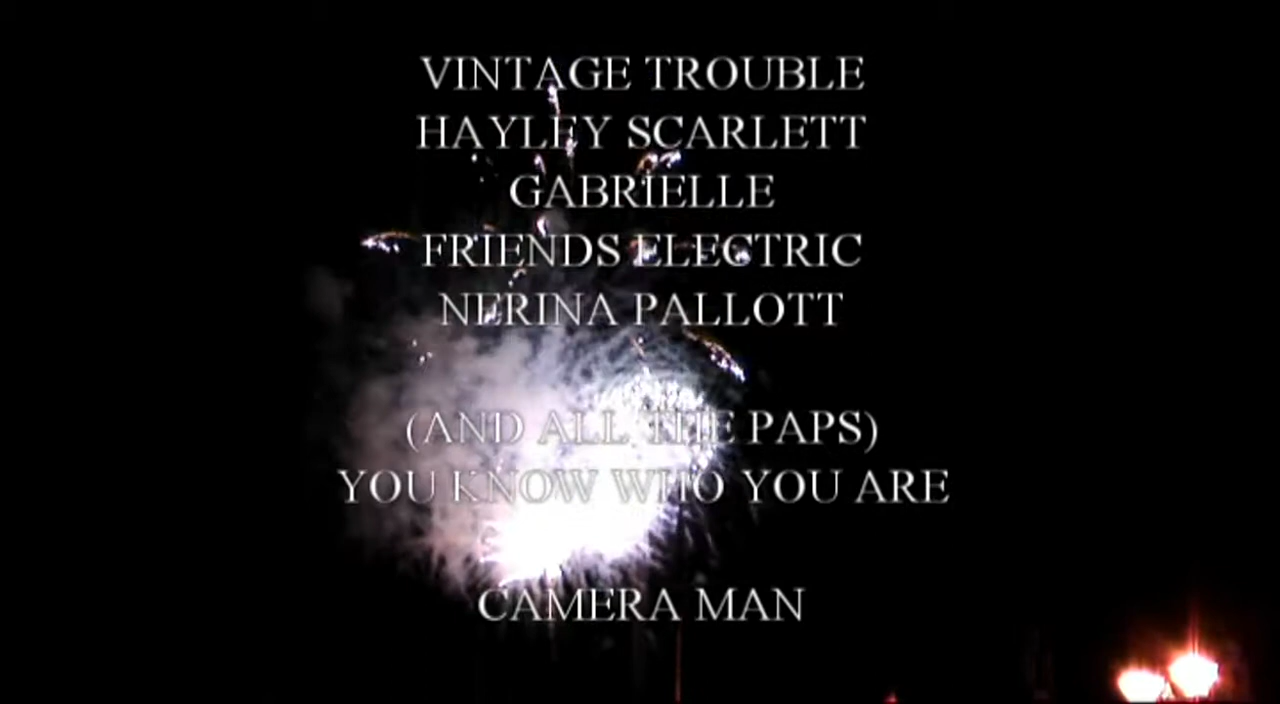 VINTAGE TROUBLE
HAYLEY SCARLETT
GABRIELLE
FRIENDS ELECTRIC
NERINA PALLOTT
(AND ALL THE PAPS)
YOU KNOW WHO YOU ARE
CAMERA MAN